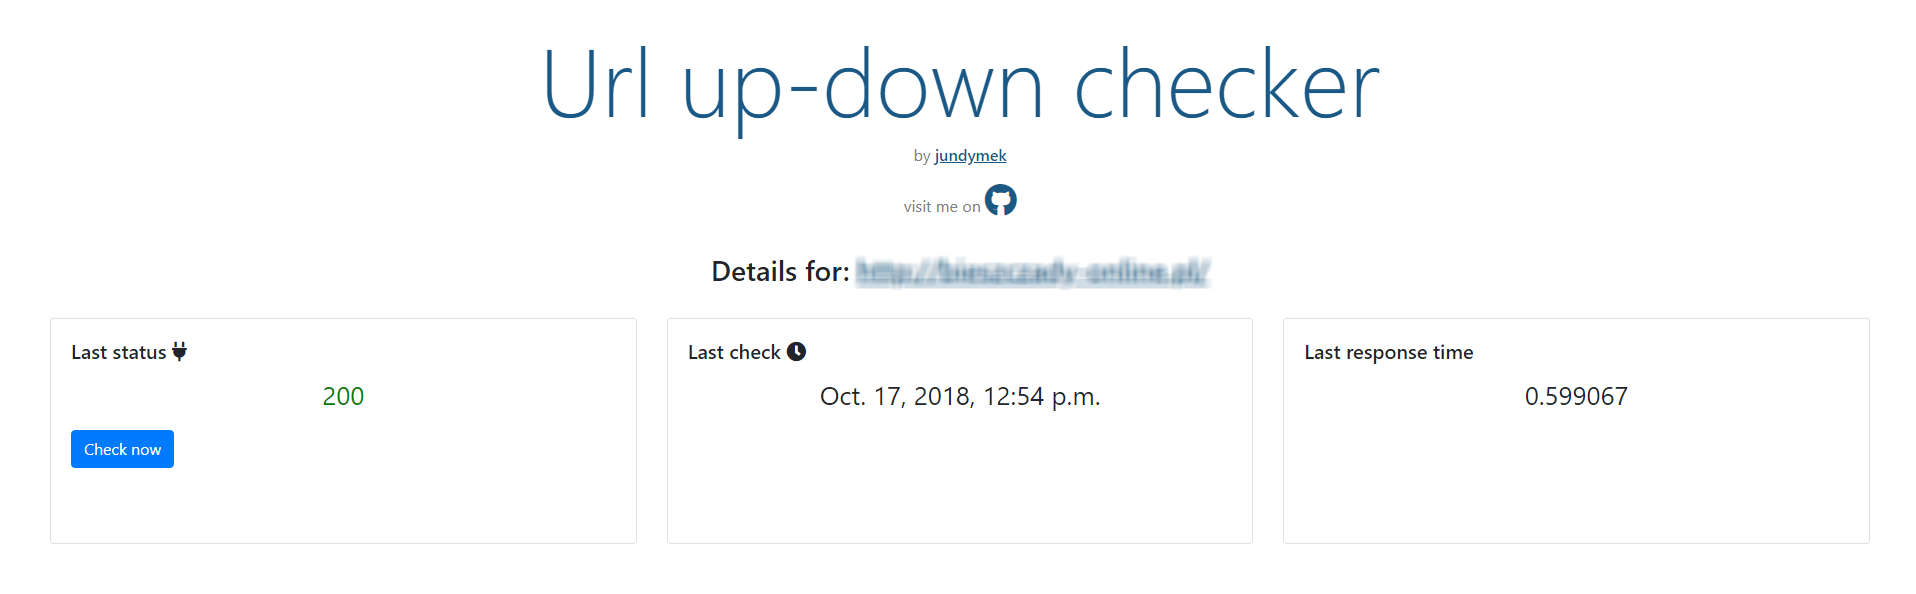 Url up-down checker
by jundymek
visit me on
Details for:
Last status
200
Check now
Last check
Oct. 17, 2018, 12:54 p.m.
Last response time
0.599067